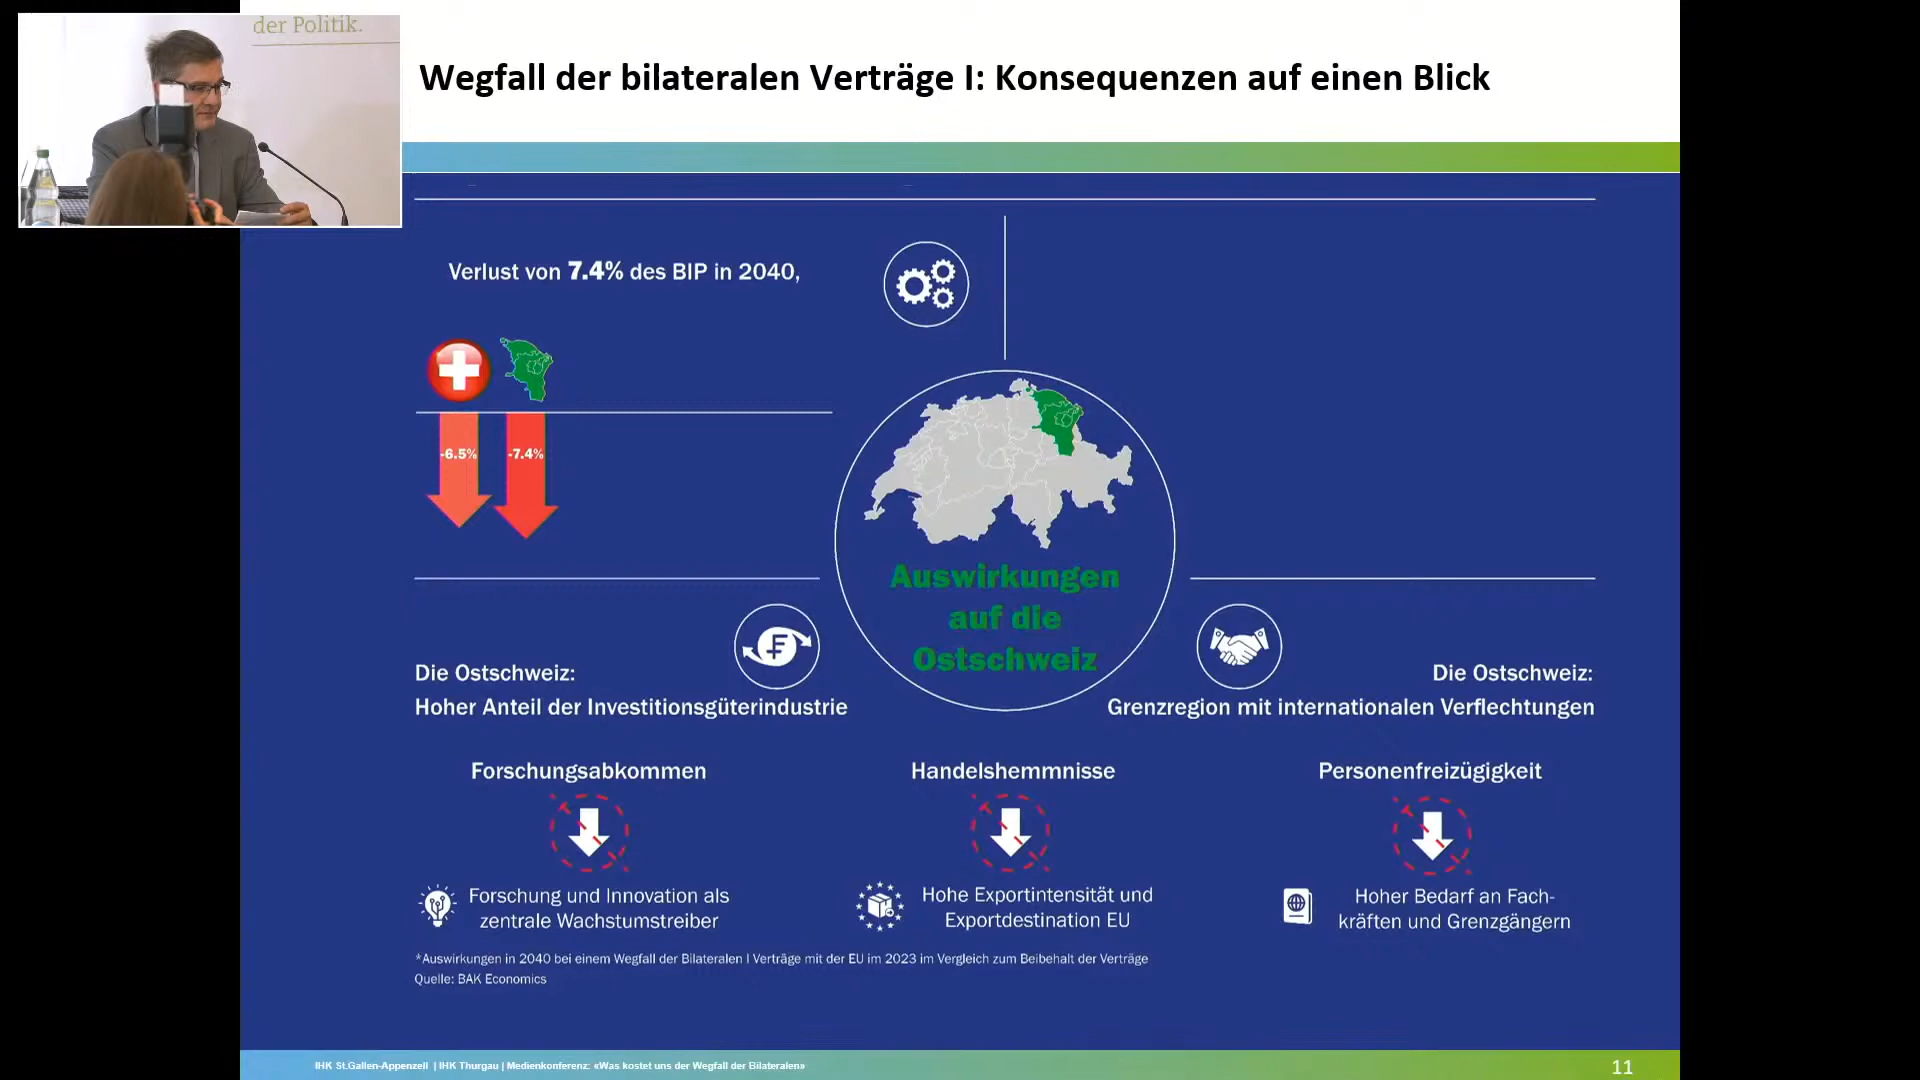 der Politik.
Wegfall der bilateralen Verträge I: Konsequenzen auf einen Blick
Verlust von 7.4% des BIP in 2040,
-6.5%
-7.4%
Auswirkungen
auf die
Ostschweiz
Die Ostschweiz:
Hoher Anteil der Investitionsgüterindustrie
Die Ostschweiz:
Grenzregion mit internationalen Verflechtungen
Forschungsabkommen
Handelshemmnisse
Personenfreizügigkeit
Forschung und Innovation als
zentrale Wachstumstreiber
Hohe Exportintensität und
Exportdestination EU
Hoher Bedarf an Fach-
kräften und Grenzgängern
*Auswirkungen in 2040 bei einem Wegfall der Bilateralen I Verträge mit der EU im 2023 im Vergleich zum Beibehalt der Verträge
Quelle: BAK Economics
IHK St.Gallen-Appenzell | IHK Thurgau | Medienkonferenz: «Was kostet uns der Wegfall der Bilateralen»
11